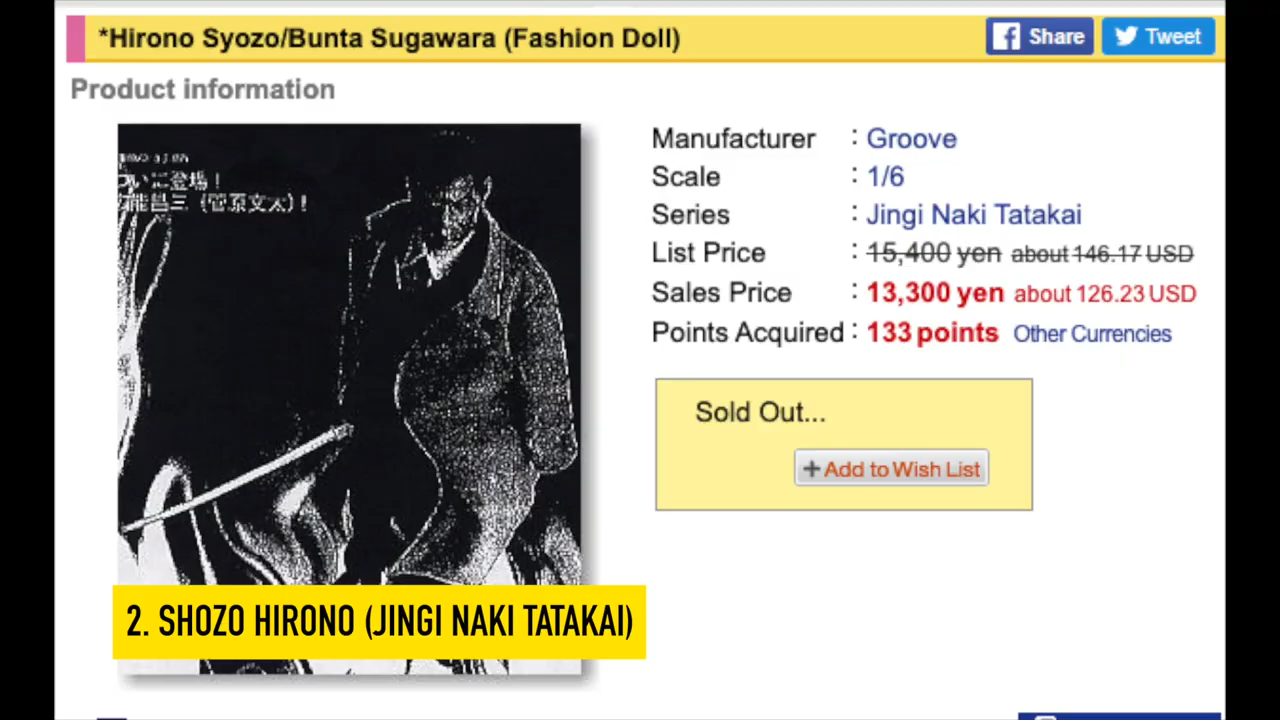 *Hirono Syozo/Bunta Sugawara (Fashion Doll)
Share
Tweet
Product information
Manufacturer : Groove
Scale : 1/6
Series : Jingi Naki Tatakai
List Price : 15,400 yen about 146.17 USD
Sales Price : 13,300 yen about 126.23 USD
Points Acquired : 133 points Other Currencies
いに登場!
能昌三(菅原文太)!
Sold Out...
+ Add to Wish List
2. SHOZO HIRONO (JINGI NAKI TATAKAI)